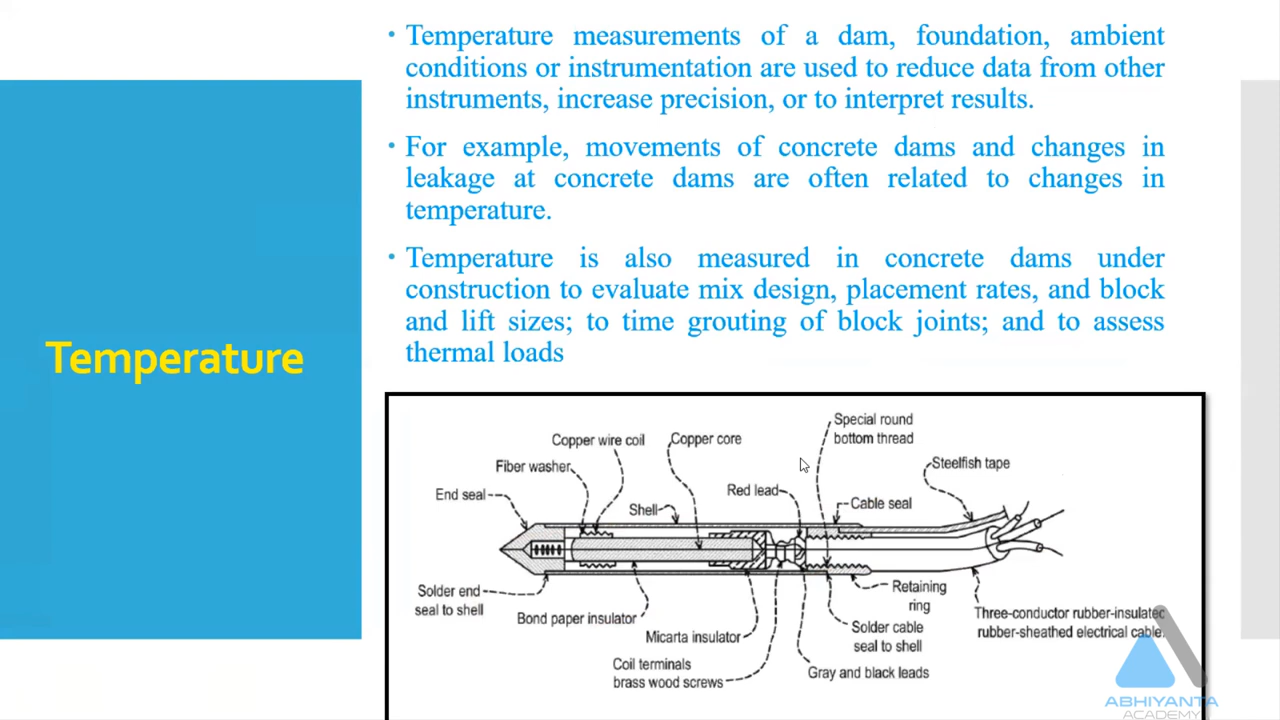 • Temperature measurements of a dam, foundation, ambient
conditions or instrumentation are used to reduce data from other
instruments, increase precision, or to interpret results.
• For example, movements of concrete dams and changes in
leakage at concrete dams are often related to changes in
temperature.
• Temperature is also measured in concrete dams under
construction to evaluate mix design, placement rates, and block
and lift sizes; to time grouting of block joints; and to assess
thermal loads
Temperature
Special round
bottom thread
Copper wire coil
Copper core
Fiber washer
Steelfish tape
End seal
Red lead
Shell
Cable seal
Solder end
seal to shell
Bond paper insulator
Micarta insulator
Coil terminals
brass wood screws
Retaining
ring
Solder cable
seal to shell
Gray and black leads
Three-conductor rubber-insulated
rubber-sheathed electrical cable.
ABHIYANTA
ACADEMY